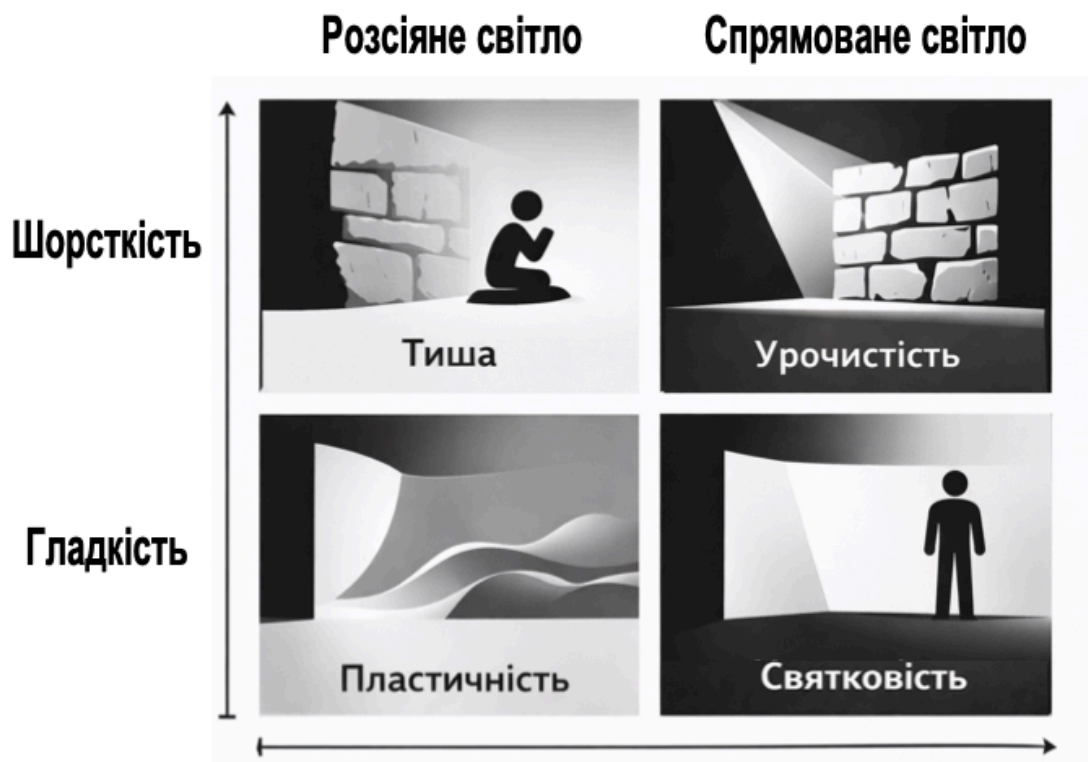 Розсіяне світло
Спрямоване світло
Шорсткість
Тиша
Урочистість
Гладкість
Пластичність
Святковість